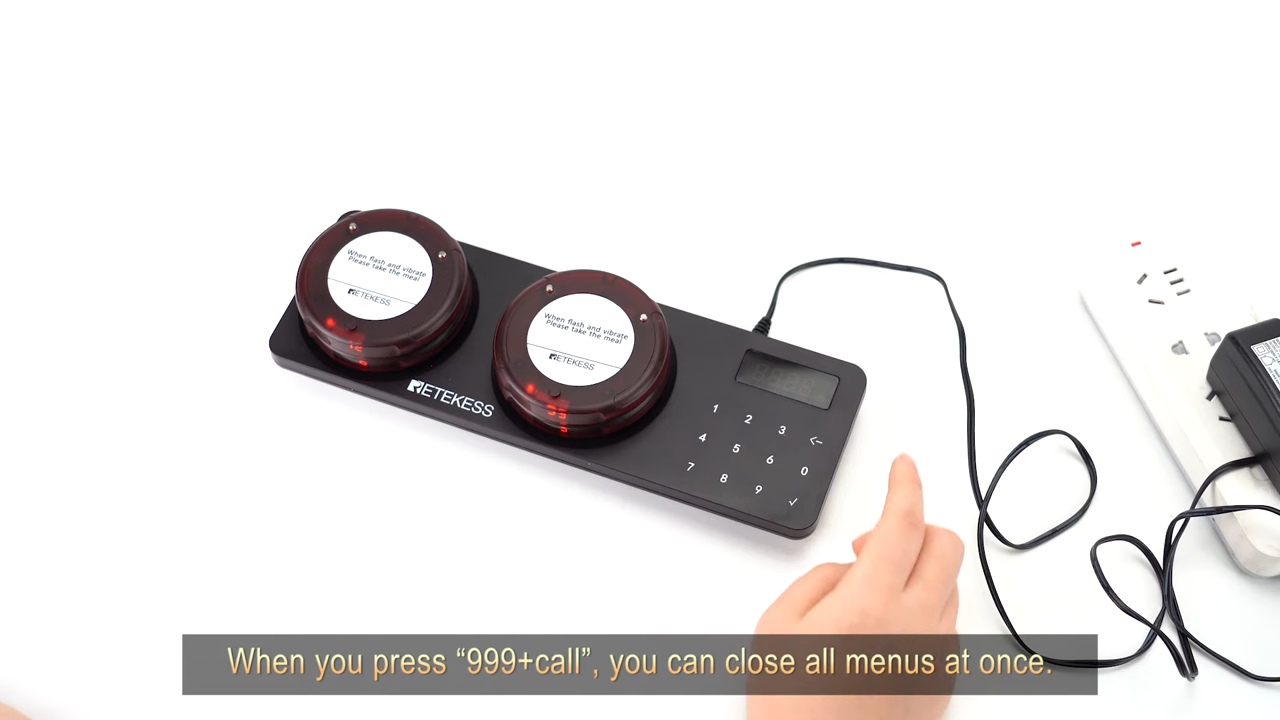 When flash and vibrate
Please take the meal
RETEKESS
When flash and vibrate
Please take the meal
RETEKESS
RETEKESS
1 2 3 ←
4 5 6 0
7 8 9 ✓
When you press “999+call”, you can close all menus at once.